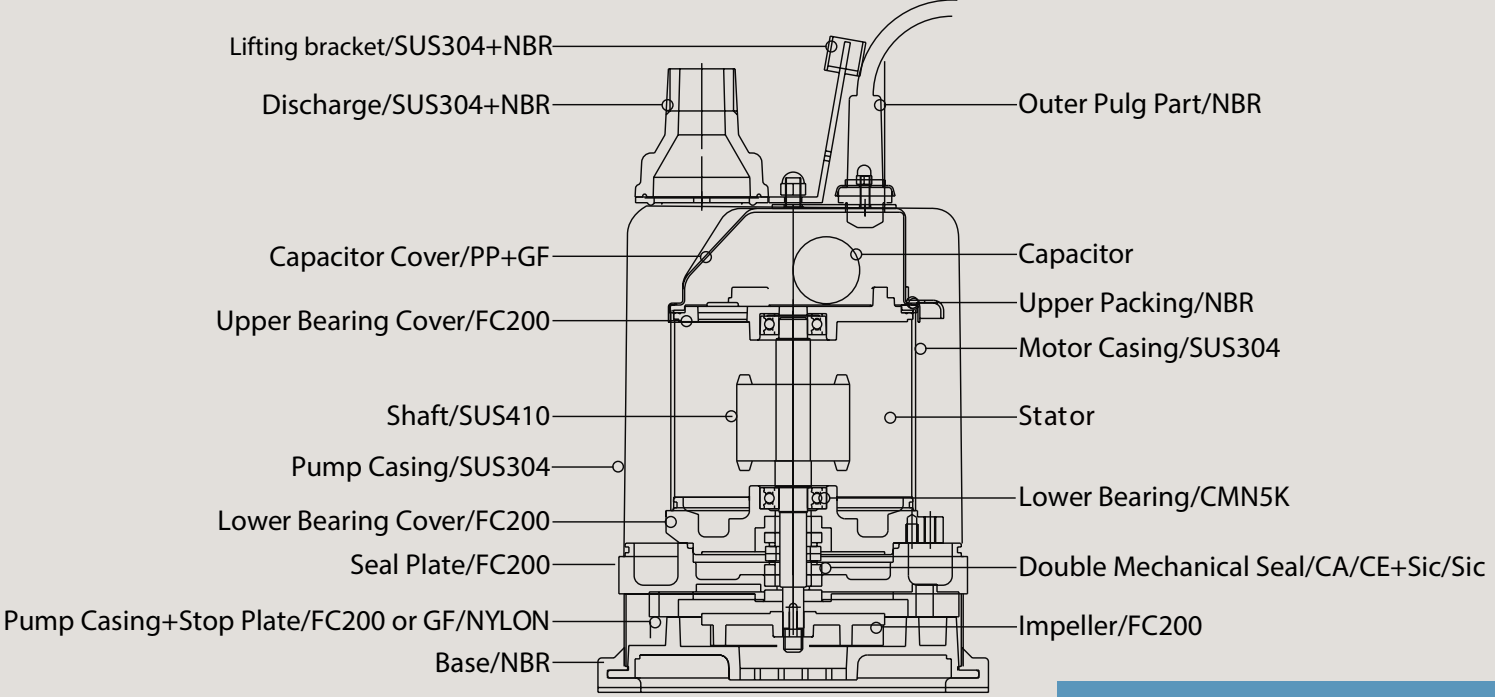 Lifting bracket/SUS304+NBR
Discharge/SUS304+NBR
Outer Pulg Part/NBR
Capacitor Cover/PP+GF
Capacitor
Upper Packing/NBR
Upper Bearing Cover/FC200
Motor Casing/SUS304
Shaft/SUS410
Stator
Pump Casing/SUS304
Lower Bearing/CMN5K
Lower Bearing Cover/FC200
Seal Plate/FC200
Double Mechanical Seal/CA/CE+Sic/Sic
Pump Casing+Stop Plate/FC200 or GF/NYLON
Impeller/FC200
Base/NBR